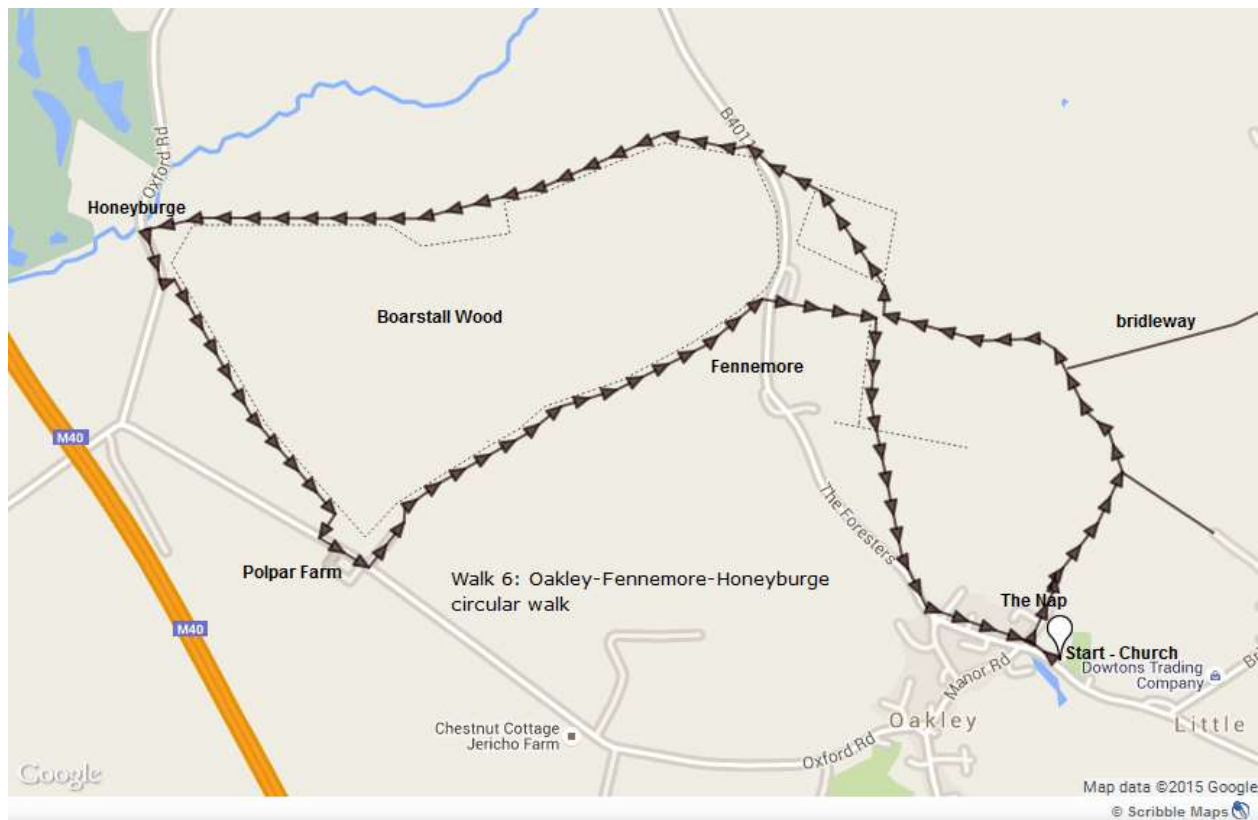 Oxford Rd
B4011
Honeyburge
Boarstall Wood
bridleway
Fennemore
M40
The Foresters
Polpar Farm
Walk 6: Oakley-Fennemore-Honeyburge
circular walk
The Nap
M40
Start - Church
Manor Rd
Dowtons Trading
Company
Oakley
Little
Chestnut Cottage
Jericho Farm
Oxford Rd
Google
Map data ©2015 Google
© Scribble Maps